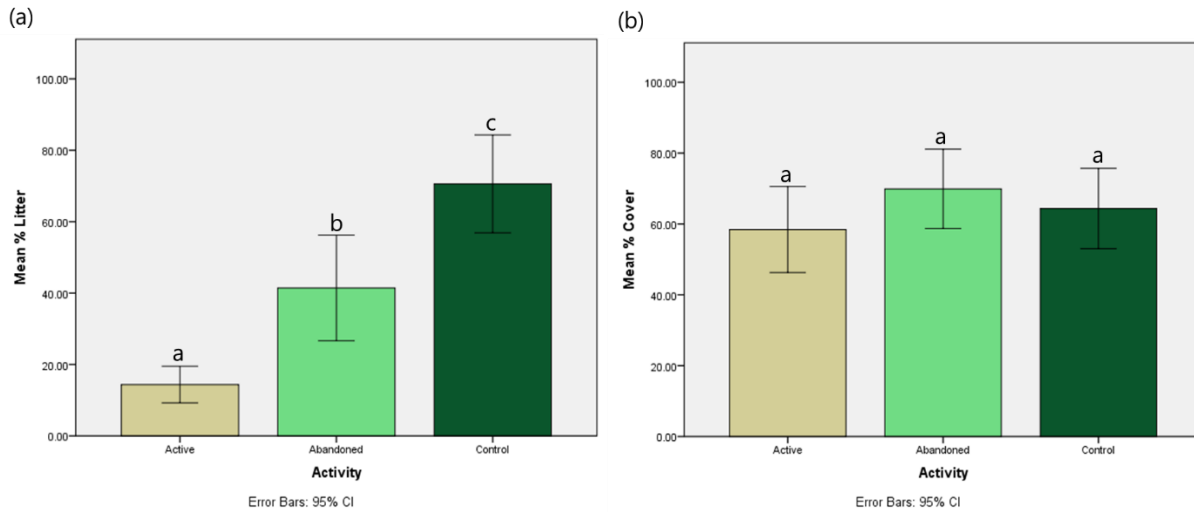 (a)
100.00
80.00
60.00
40.00
20.00
0.00
Mean % Litter
a
b
c
Active
Abandoned
Control
Activity
Error Bars: 95% CI
(b)
100.00
80.00
60.00
40.00
20.00
0.00
Mean % Cover
a
a
a
Active
Abandoned
Control
Activity
Error Bars: 95% CI